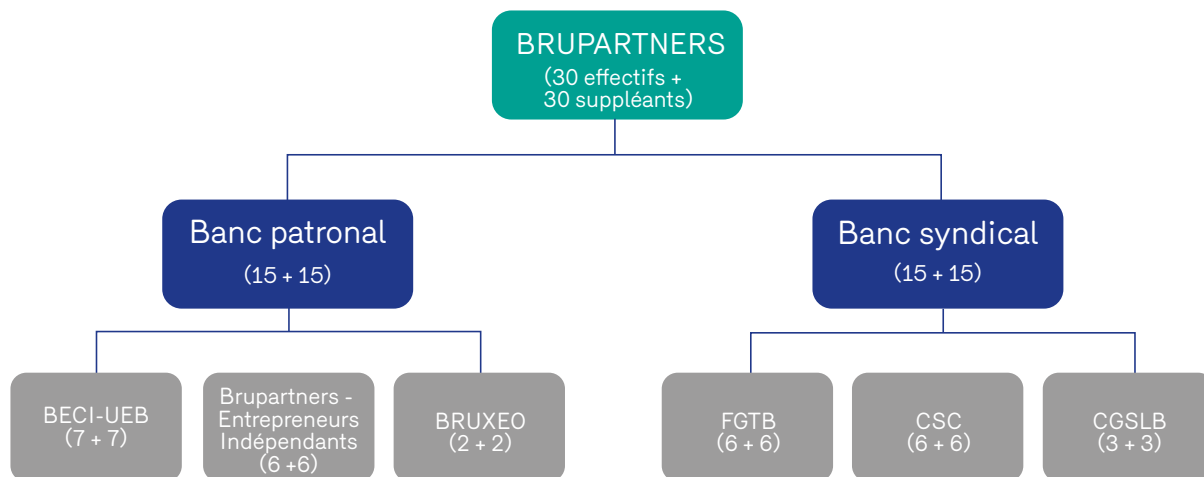 BRUPARTNERS
(30 effectifs +
30 suppléants)
Banc patronal
(15 + 15)
Banc syndical
(15 + 15)
BECI-UEB
(7 + 7)
Brupartners -
Entrepreneurs
Indépendants
(6 +6)
BRUXEO
(2 + 2)
FGTB
(6 + 6)
CSC
(6 + 6)
CGSLB
(3 + 3)